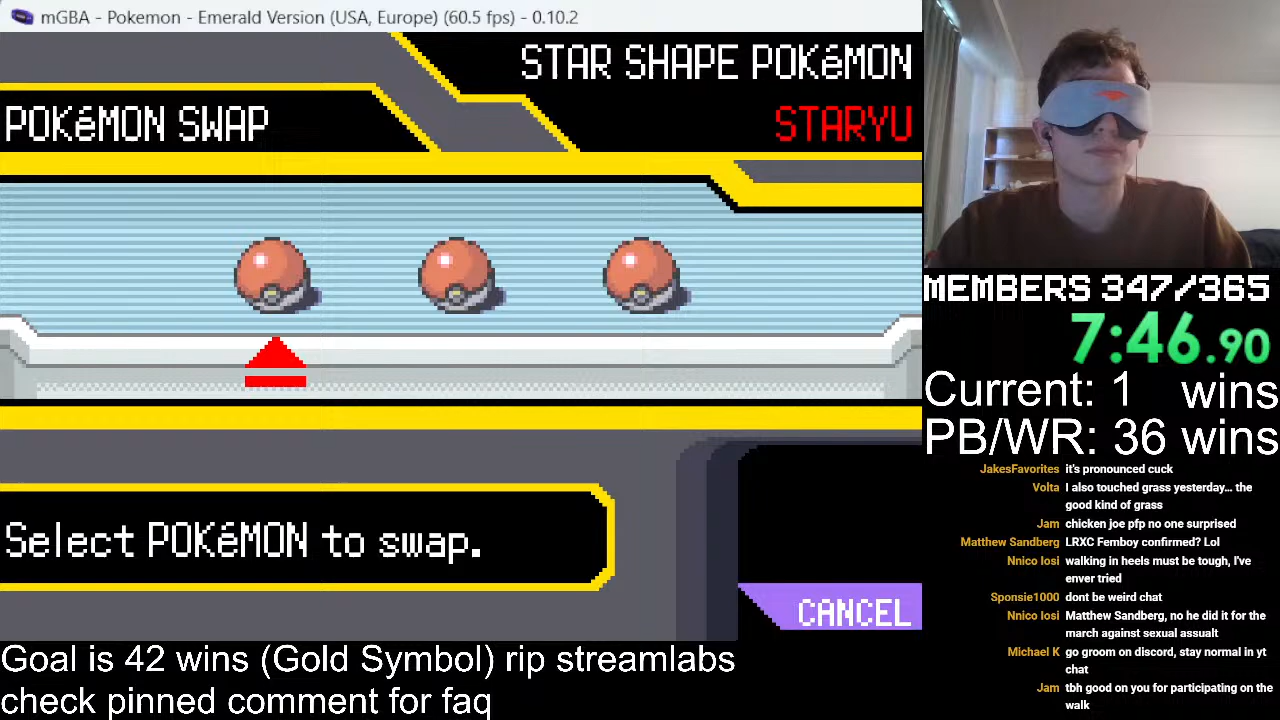 mGBA - Pokemon - Emerald Version (USA, Europe) (60.5 fps) - 0.10.2
STAR SHAPE POKéMON
POKéMON SWAP
STARYU
Select POKéMON to swap.
CANCEL
Goal is 42 wins (Gold Symbol) rip streamlabs
check pinned comment for faq
MEMBERS 347/365
7:46.90
Current: 1 wins
PB/WR: 36 wins
JakesFavorites it's pronounced cuck
Volta I also touched grass yesterday... the
good kind of grass
Jam chicken joe pfp no one surprised
Matthew Sandberg LRXC Femboy confirmed? Lol
Nnico Iosi walking in heels must be tough, I've
enver tried
Sponsie1000 dont be weird chat
Nnico Iosi Matthew Sandberg, no he did it for the
march against sexual assualt
Michael K go groom on discord, stay normal in yt
chat
Jam tbh good on you for participating on the
walk